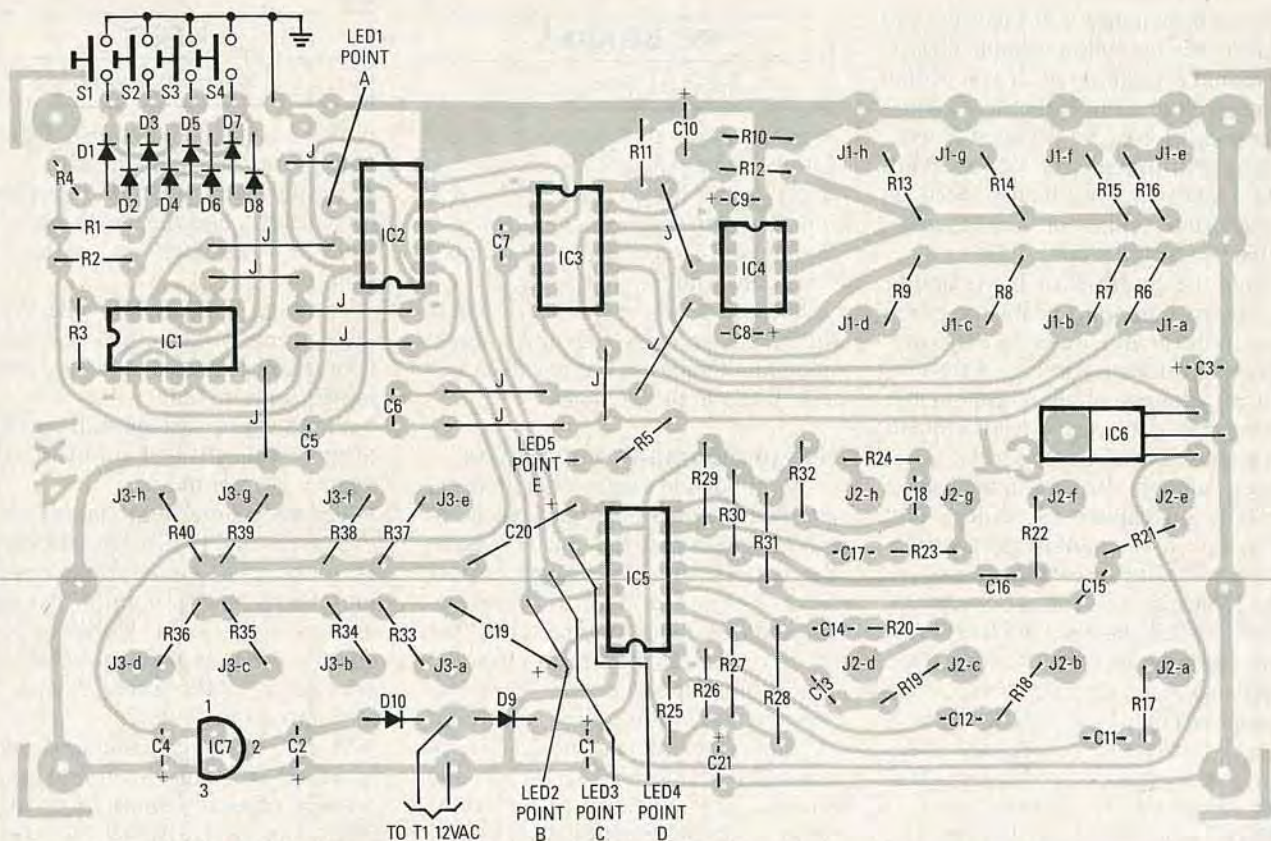 LED1
POINT
A
S1 S2 S3 S4
D1 D3 D5 D7
D2 D4 D6 D8
R4
R1
R2
R3
J
J
J
J
J
J
J
J
J
J
J
IC1
IC2
IC3
IC4
C7
R11
+
C10
R10
R12
+C9
C8+
J1-h J1-g J1-f J1-e
R13 R14 R15 R16
R9 R8 R7 R6
J1-d J1-c J1-b J1-a
+ C3
IC6
C6
C5
LED5
POINT
E
R5
R29 R30 R31 R32
R24
C18
J2-h J2-g J2-f J2-e
C17 R23 R22 R21
C16 C15
J3-h J3-g J3-f J3-e
R40 R39 R38 R37
+
C20
IC5
R36 R35 R34 R33
C19
+
J3-d J3-c J3-b J3-a
C14 R20
J2-d J2-c J2-b J2-a
C13 R19 R18 R17
C12 C11
R25 R26 R27 R28
+
C21
D10 D9
1
IC7 2
3
C4
+
C2
+
C1
+
TO T1 12VAC
LED2
POINT
B
LED3
POINT
C
LED4
POINT
D